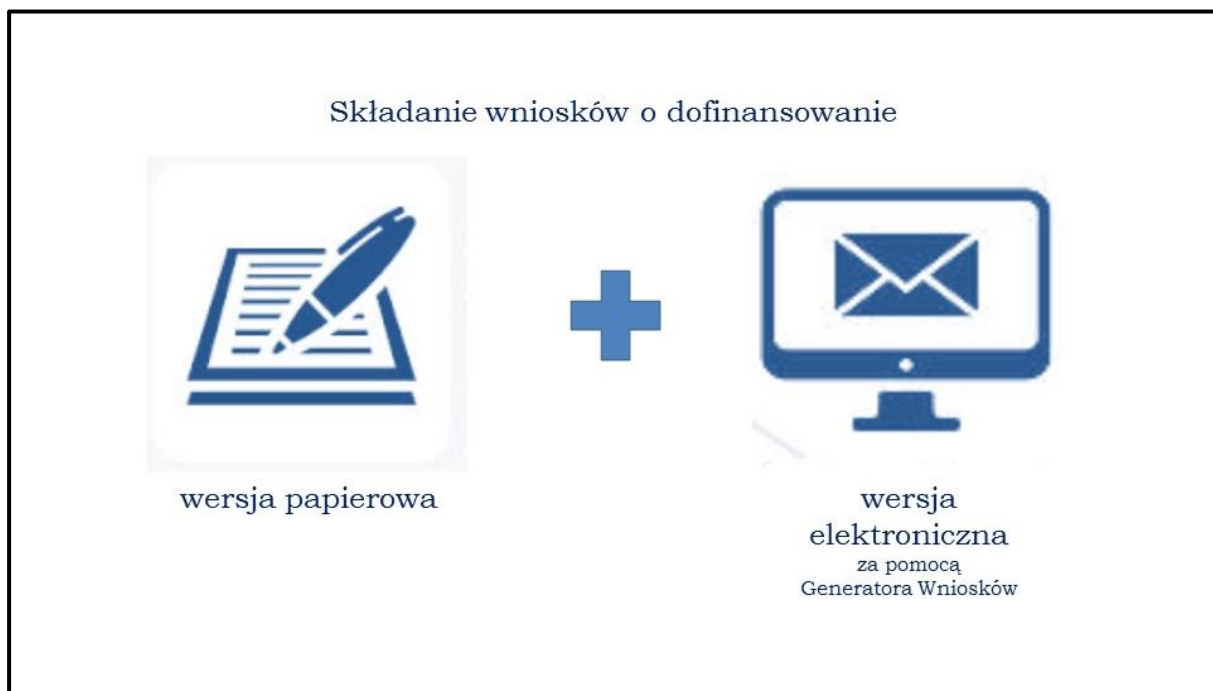 Składanie wniosków o dofinansowanie
wersja papierowa
wersja
elektroniczna
za pomocą
Generatora Wniosków